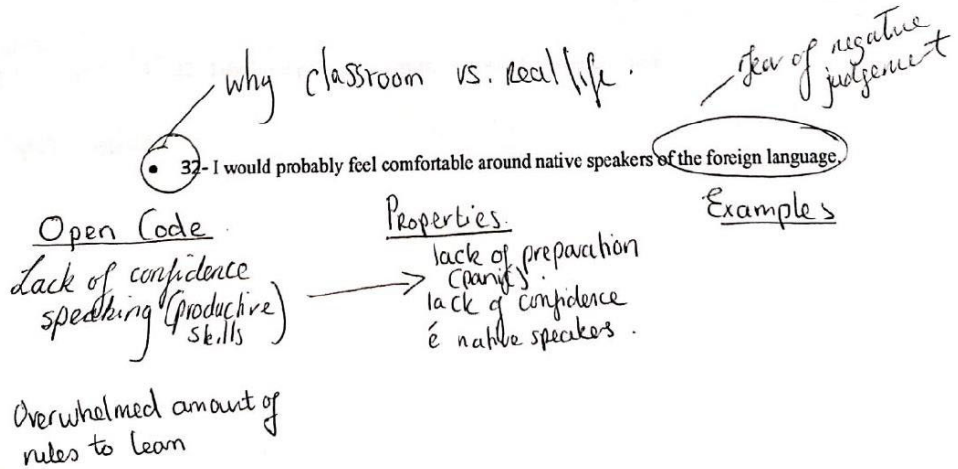 why classroom vs. Real life.
fear of negative
judgement
• 32- I would probably feel comfortable around native speakers of the foreign language.
Open Code
Properties.
Examples
Lack of confidence
speaking (productive
skills)
lack of preparation
(panic).
lack of confidence
é native speakers.
Overwhelmed amount of
rules to learn